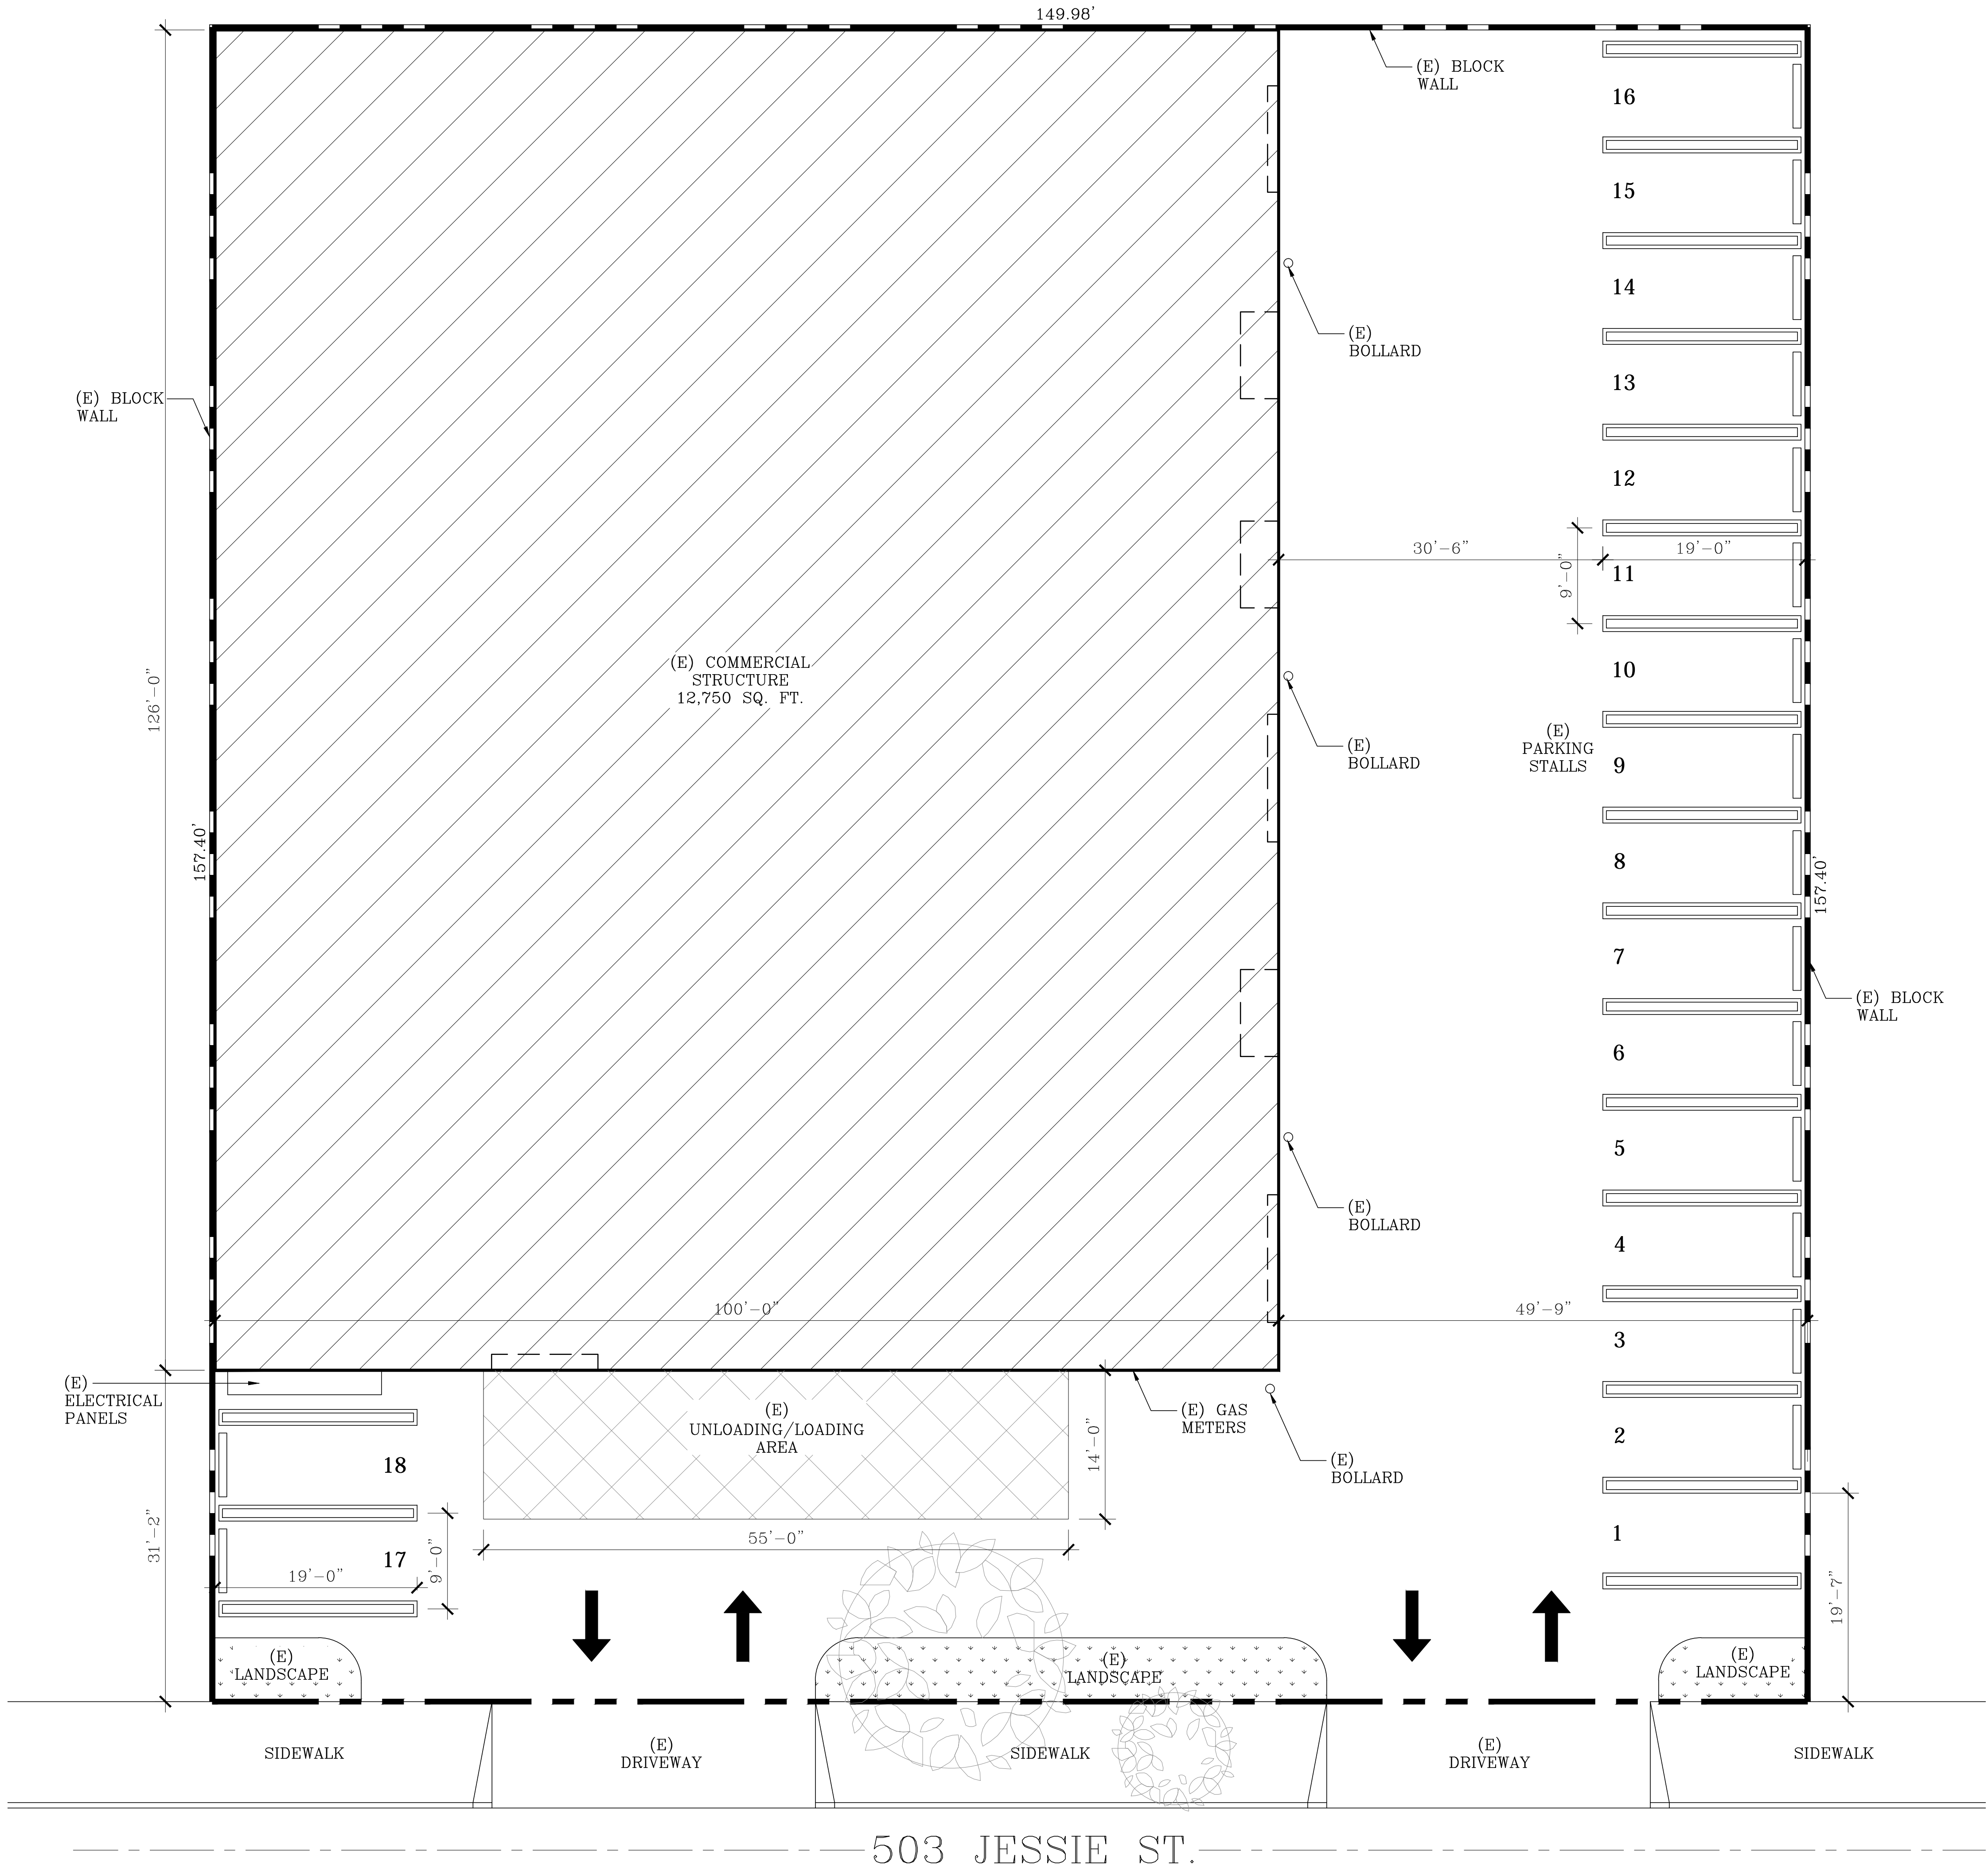 149.98'
(E) BLOCK
WALL
16
15
14
(E)
BOLLARD
13
(E) BLOCK
WALL
12
30'-6"
19'-0"
11
9'-0"
(E) COMMERCIAL
STRUCTURE
12,750 SQ. FT.
126'-0"
10
(E)
PARKING
STALLS
(E)
BOLLARD
9
157.40'
8
157.40'
7
(E) BLOCK
WALL
6
5
(E)
BOLLARD
4
100'-0"
49'-9"
3
(E)
ELECTRICAL
PANELS
(E)
UNLOADING/LOADING
AREA
14'-0"
(E) GAS
METERS
2
(E)
BOLLARD
18
31'-2"
55'-0"
1
17
9'-0"
19'-0"
19'-7"
(E)
LANDSCAPE
(E)
LANDSCAPE
(E)
LANDSCAPE
SIDEWALK
(E)
DRIVEWAY
SIDEWALK
(E)
DRIVEWAY
SIDEWALK
503 JESSIE ST.